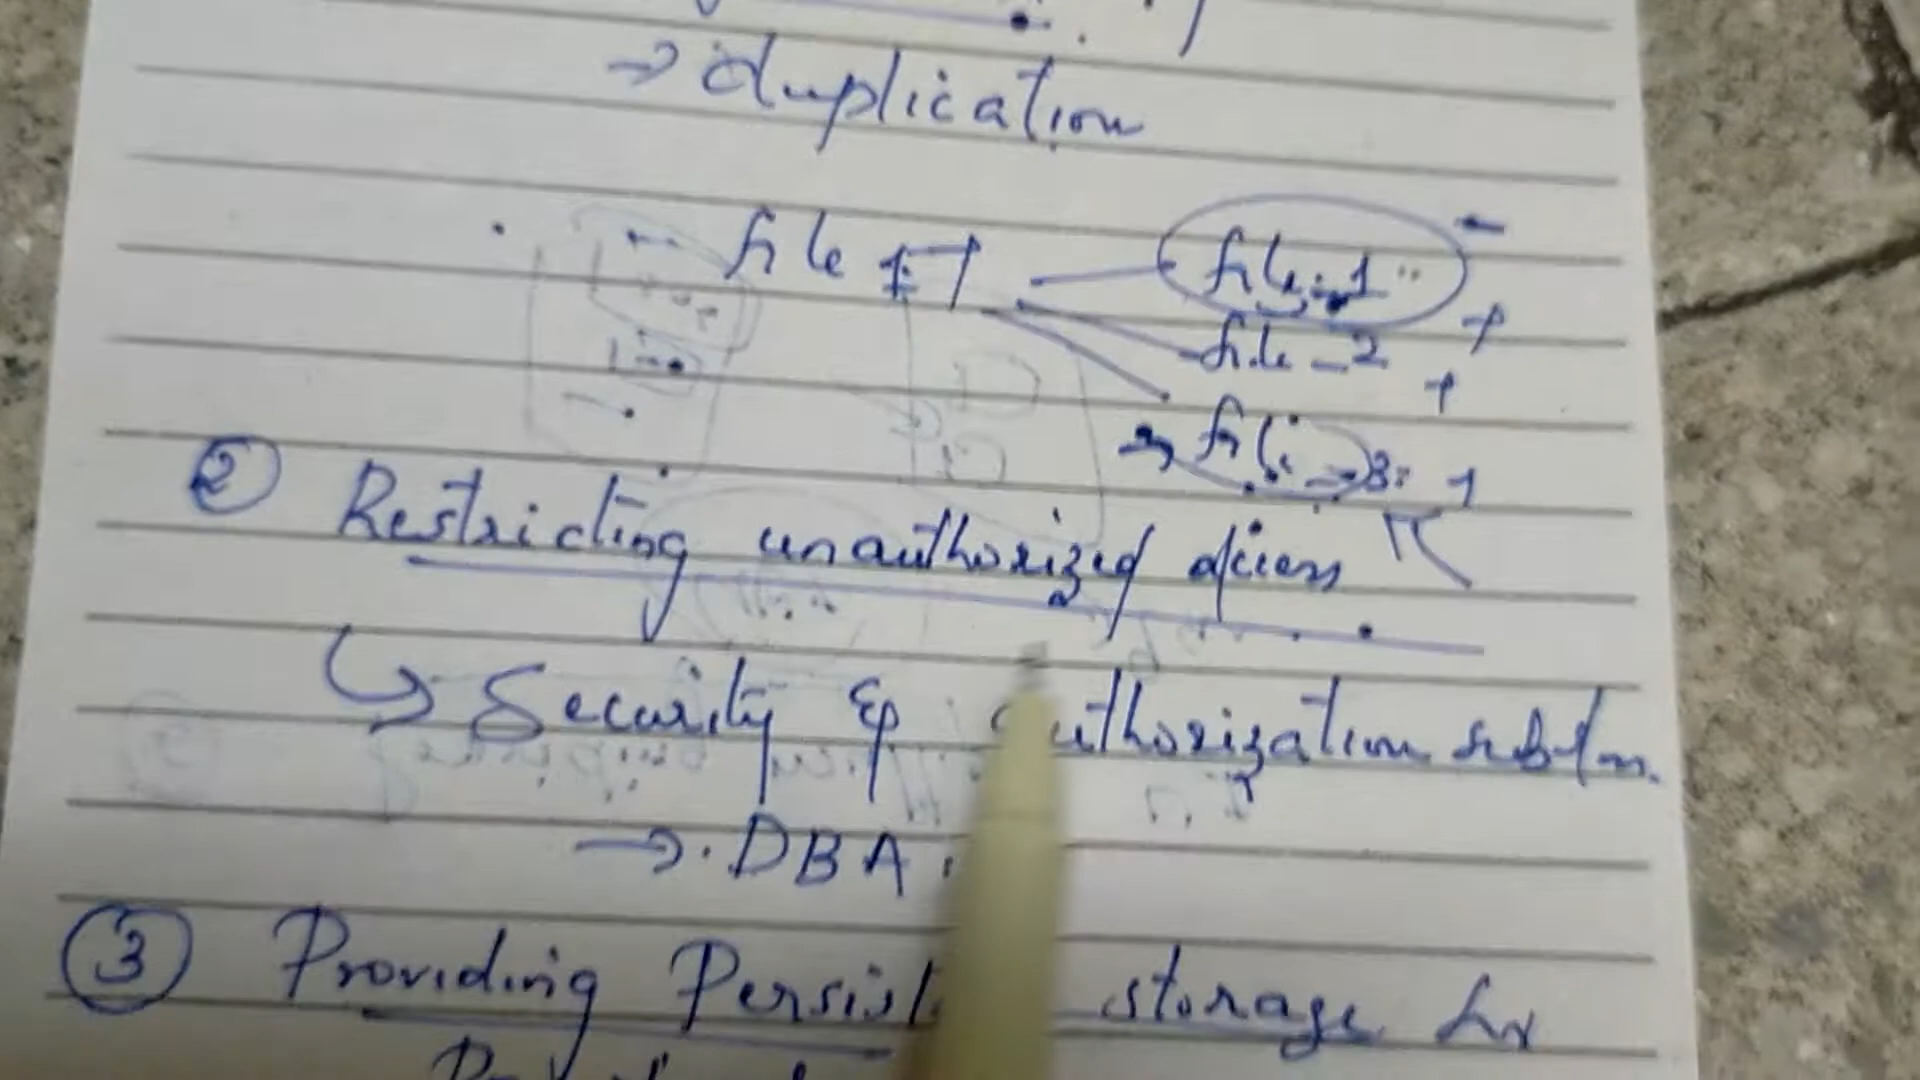 → duplication
file 1 file-1
file-2
file-3
② Restricting unauthorized access
↳ Security & authorization
→ DBA
③ Providing Persist storage for